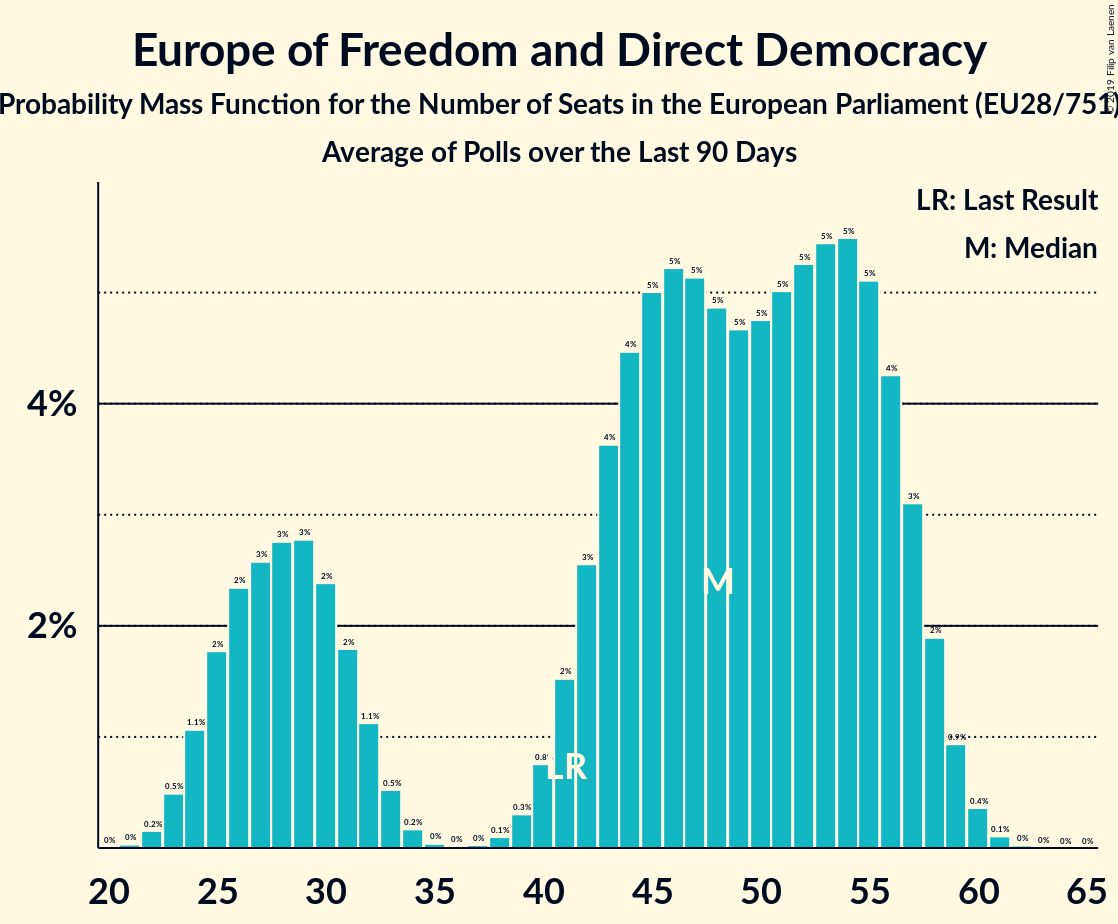 Europe of Freedom and Direct Democracy
Probability Mass Function for the Number of Seats in the European Parliament (EU28/751)
Average of Polls over the Last 90 Days
© 2019 Filip van Laenen
LR: Last Result
M: Median
4%
2%
0% 0% 0.2% 0.5% 1.1% 2% 2% 3% 3% 3% 2% 2% 1.1% 0.5% 0.2% 0% 0% 0% 0.1% 0.3% 0.8% 2% 3% 4% 4% 5% 5% 5% 5% 5% 5% 5% 5% 5% 5% 5% 4% 3% 2% 0.9% 0.4% 0.1% 0% 0% 0% 0%
M
LR
20 25 30 35 40 45 50 55 60 65